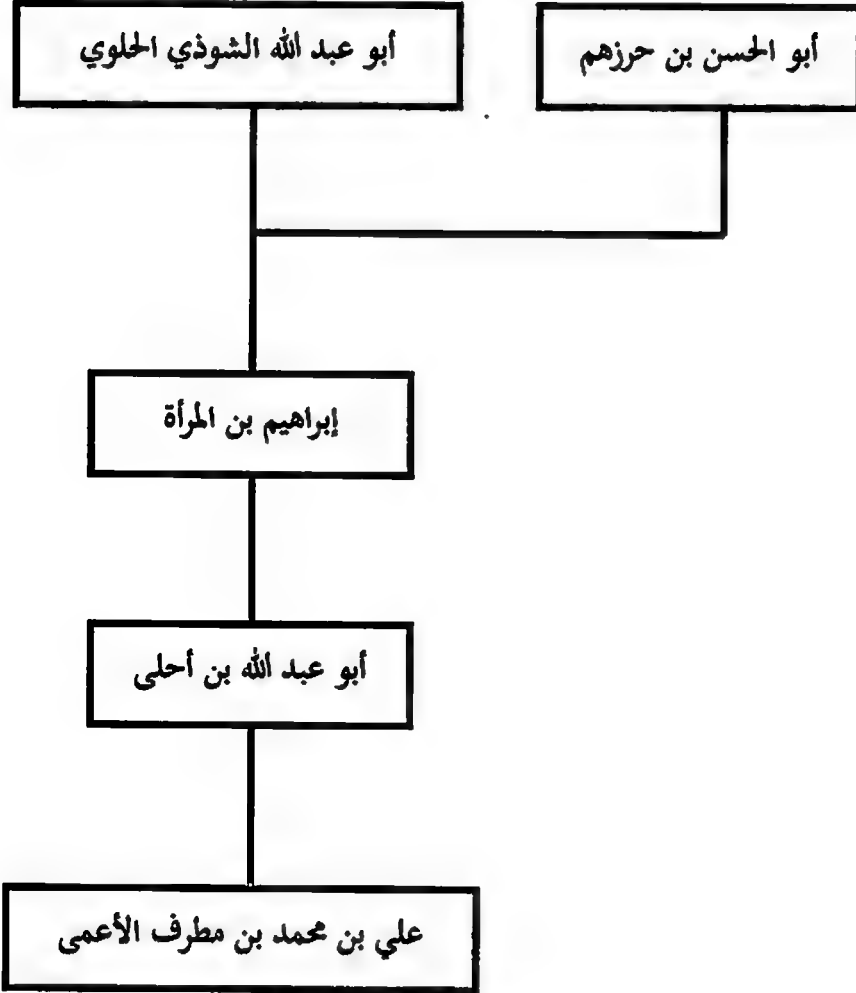 أبو الحسن بن حرزهم
أبو عبد الله الشوذي الحلوي
إبراهيم بن المرأة
أبو عبد الله بن أحلى
علي بن محمد بن مطرف الأعمى